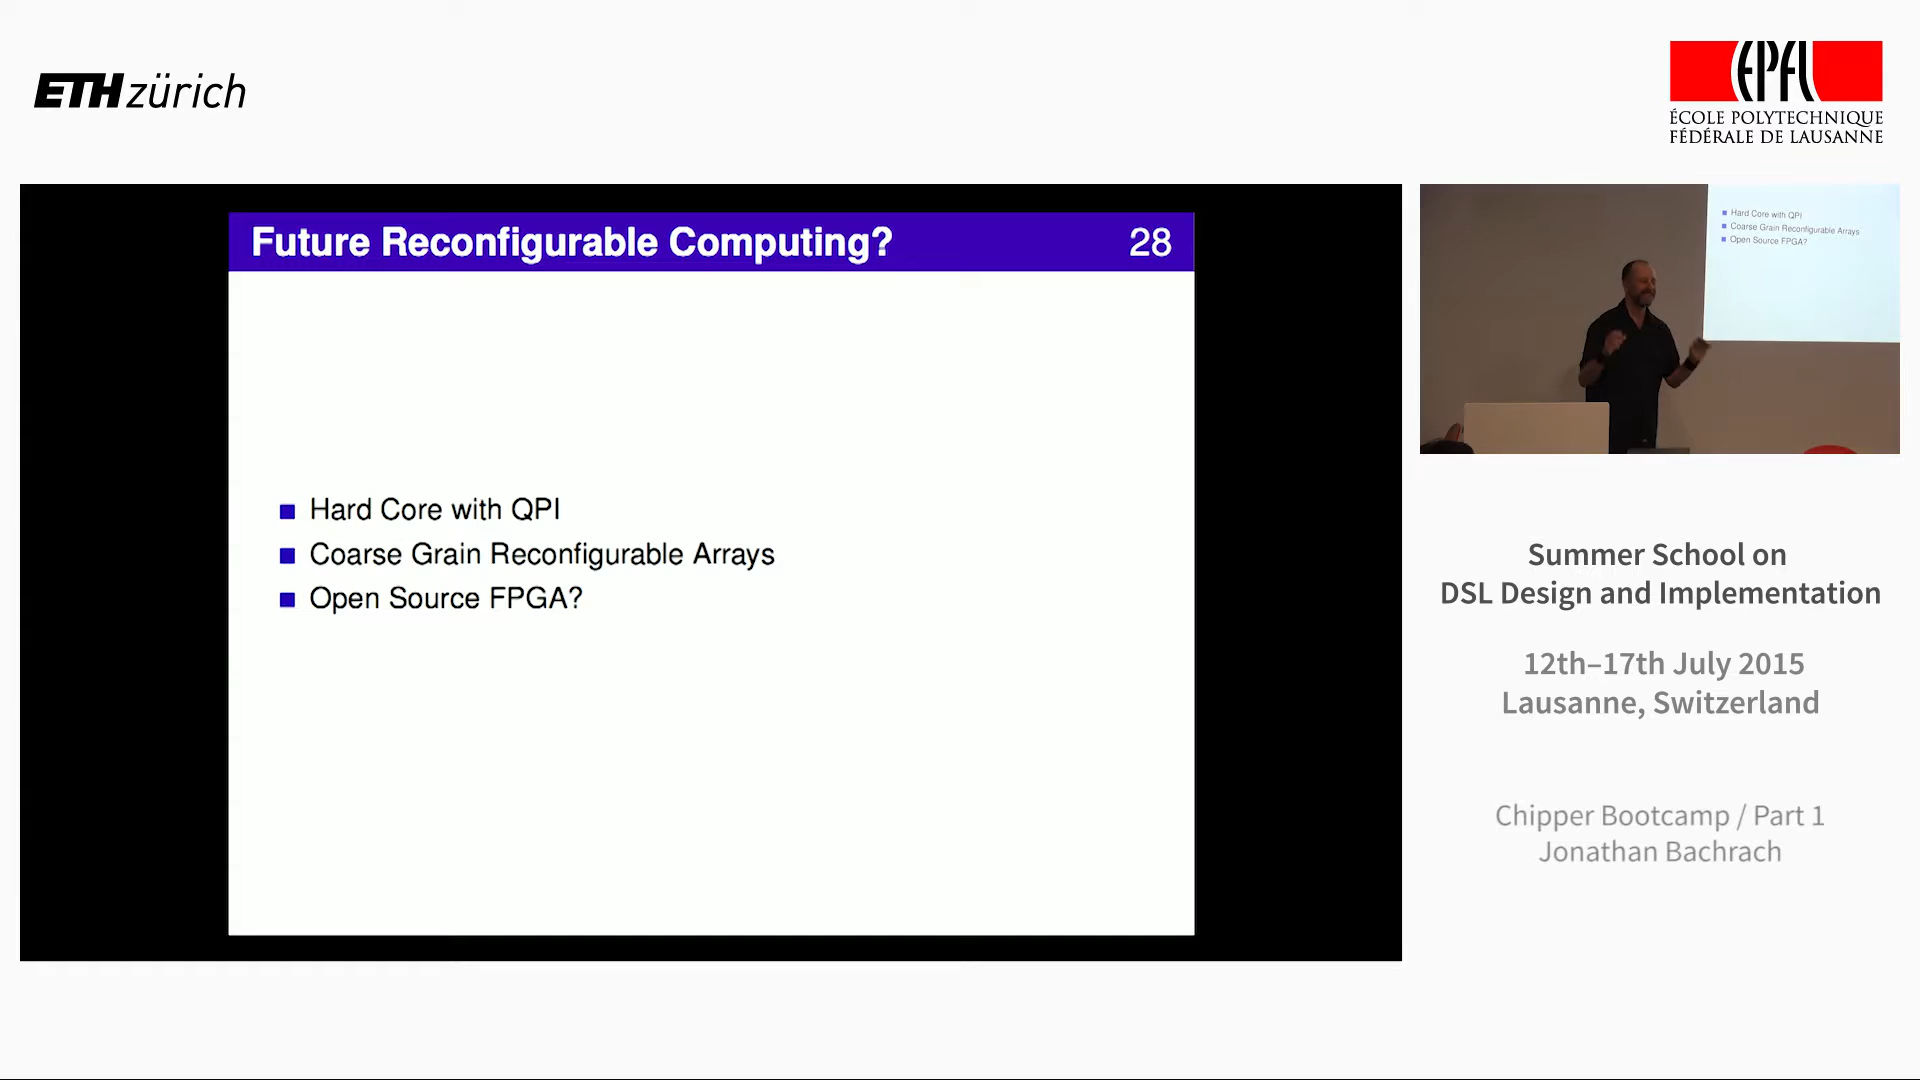 ETH zürich
EPFL
ÉCOLE POLYTECHNIQUE
FÉDÉRALE DE LAUSANNE
Future Reconfigurable Computing? 28
Hard Core with QPI
Coarse Grain Reconfigurable Arrays
Open Source FPGA?
Hard Core with QPI
Coarse Grain Reconfigurable Arrays
Open Source FPGA?
Summer School on
DSL Design and Implementation
12th–17th July 2015
Lausanne, Switzerland
Chipper Bootcamp / Part 1
Jonathan Bachrach